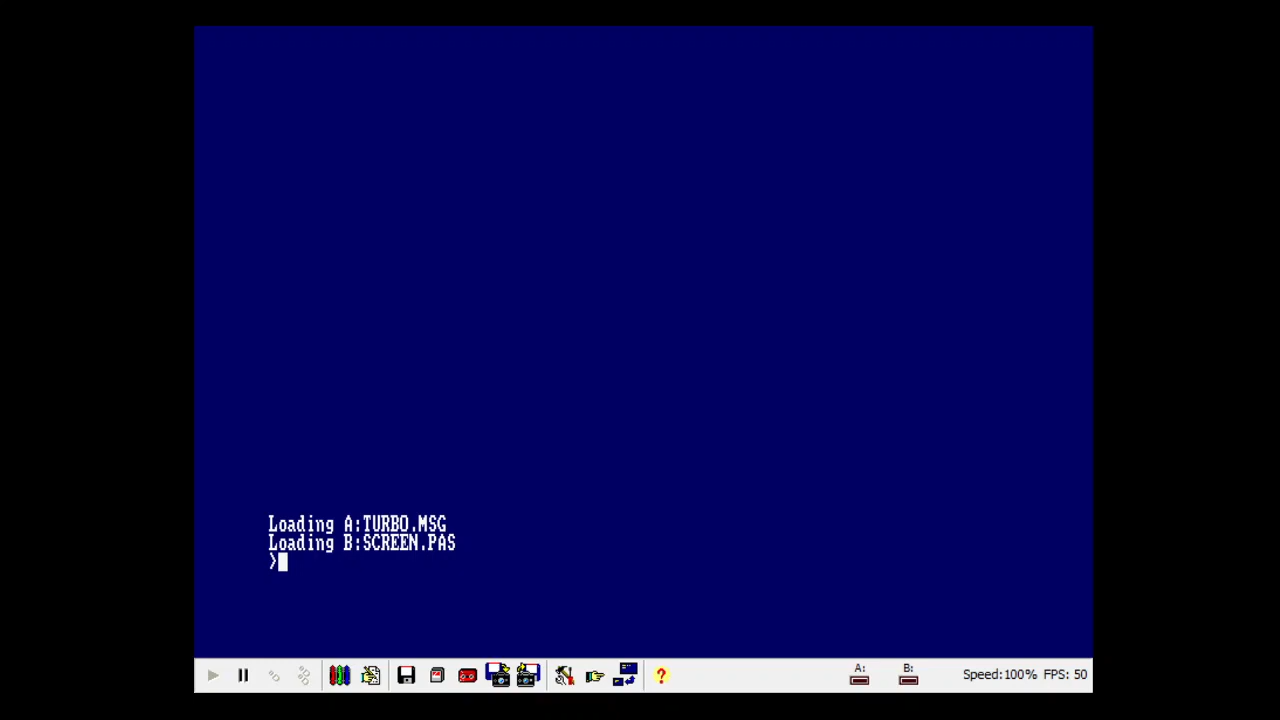 Loading A:TURBO.MSG
Loading B:SCREEN.PAS
>
A: B: Speed:100% FPS: 50